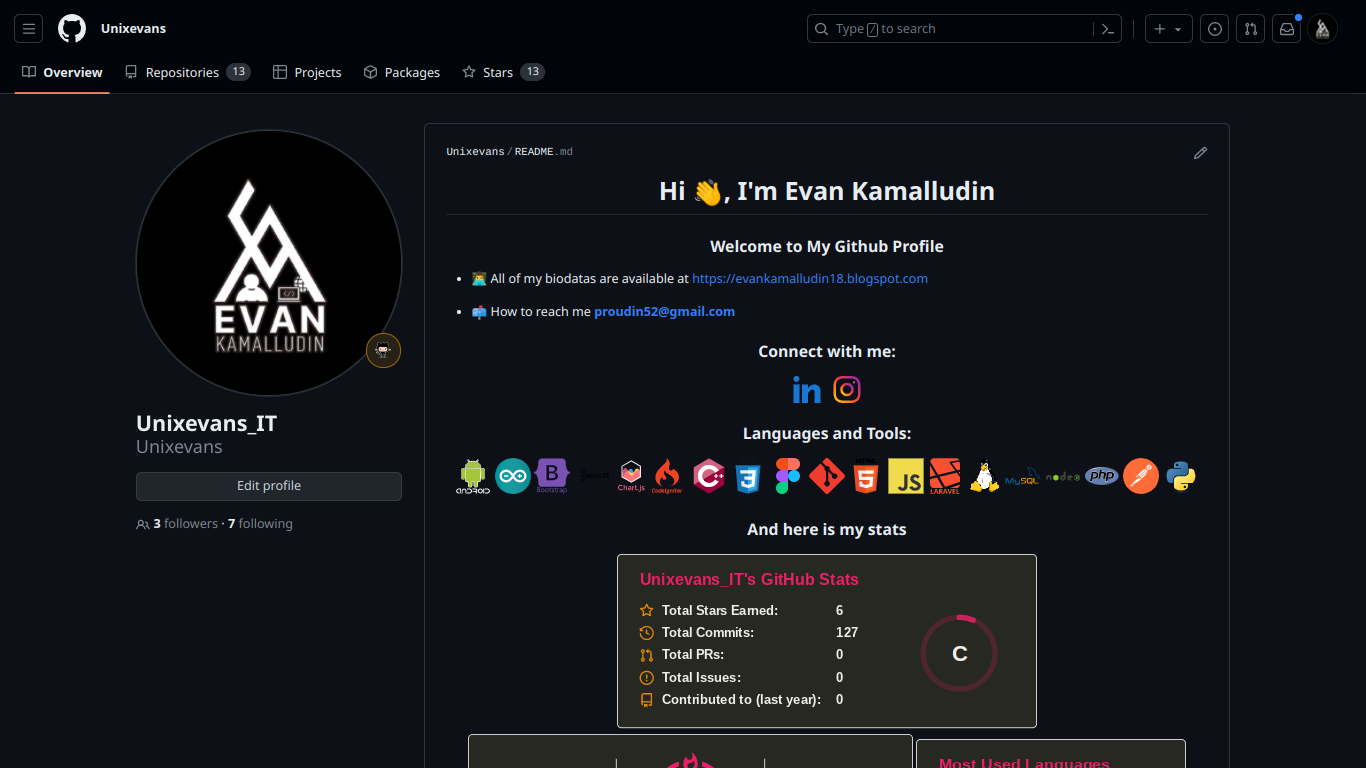 Unixevans
Type / to search
Overview
Repositories 13
Projects
Packages
Stars 13
Unixevans/README.md
Hi 👋, I'm Evan Kamalludin
Welcome to My Github Profile
👨‍💻 All of my biodatas are available at https://evankamalludin18.blogspot.com
📫 How to reach me proudin52@gmail.com
Connect with me:
in
Languages and Tools:
ANDROID
B
Bootstrap
Chart.js
CodeIgniter
C++
CSS
3
HTML
5
JS
LARAVEL
MySQL
node
php
And here is my stats
Unixevans_IT's GitHub Stats
Total Stars Earned: 6
Total Commits: 127
Total PRs: 0
Total Issues: 0
Contributed to (last year): 0
C
Most Used Languages
EVAN
KAMALLUDIN
Unixevans_IT
Unixevans
Edit profile
3 followers · 7 following